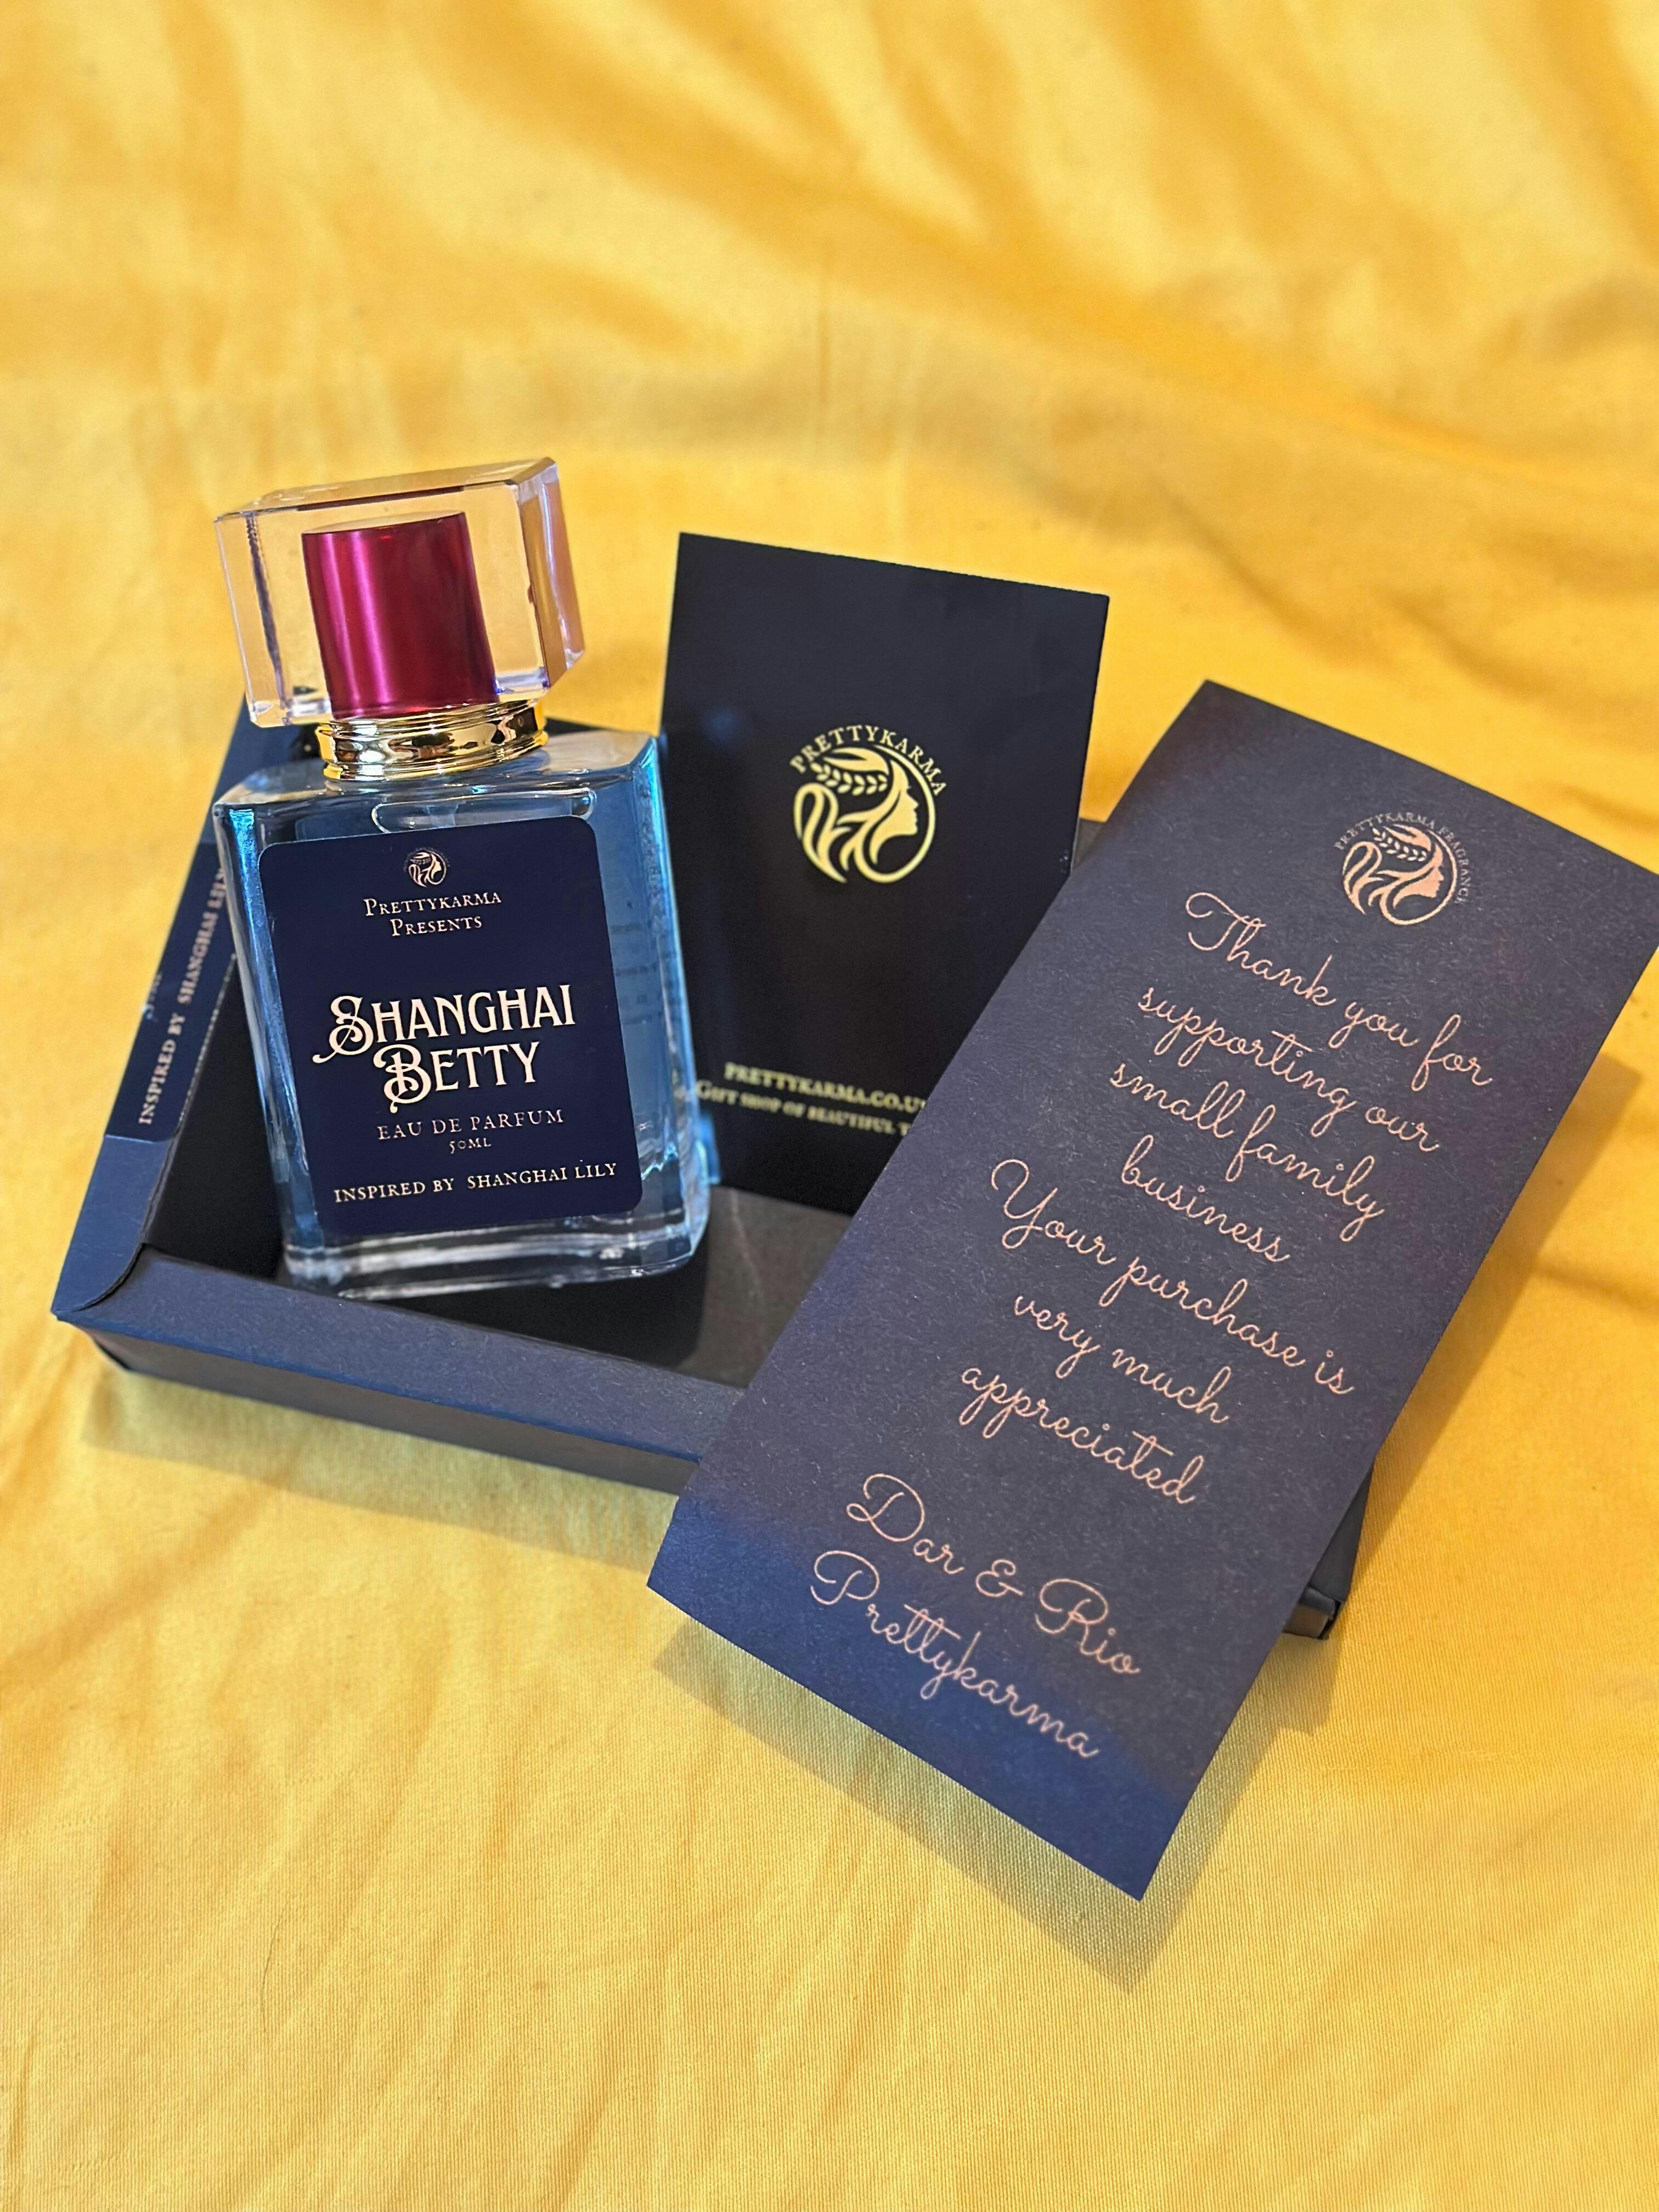 PRETTYKARMA
PRESENTS
SHANGHAI
BETTY
EAU DE PARFUM
50ML
INSPIRED BY SHANGHAI LILY
INSPIRED BY SHANGHAI
PRETTYKARMA
PRETTYKARMA.CO.U
GIFT SHOP OF BEAUTIFUL T
PRETTYKARMA FRAGRANCE
Thank you for
supporting our
small family
business
Your purchase is
very much
appreciated
Dar & Rio
Prettykarma